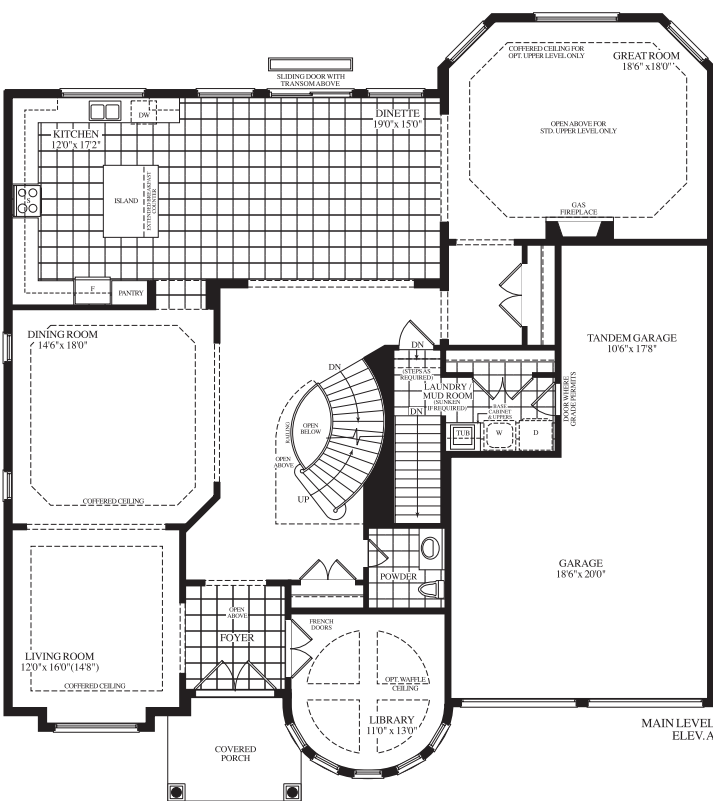 COFFERED CEILING FOR
OPT. UPPER LEVEL ONLY
GREAT ROOM
18'6" x18'0"
OPEN ABOVE FOR
STD. UPPER LEVEL ONLY
GAS
FIREPLACE
SLIDING DOOR WITH
TRANSOM ABOVE
DINETTE
19'0"x 15'0"
DW
KITCHEN
12'0"x 17'2"
ISLAND
EXTENDED BREAKFAST
COUNTER
S
F
PANTRY
DINING ROOM
14'6"x 18'0"
COFFERED CEILING
DN
OPEN
BELOW
RAILING
OPEN
ABOVE
UP
DN
(STEPS AS
REQUIRED)
LAUNDRY /
MUD ROOM
(SUNKEN
IF REQUIRED)
DN
BASE
CABINET
& UPPERS
TUB
W
D
DOOR WHERE
GRADE PERMITS
TANDEM GARAGE
10'6"x 17'8"
GARAGE
18'6"x 20'0"
POWDER
LIVING ROOM
12'0"x 16'0"(14'8")
COFFERED CEILING
OPEN
ABOVE
FOYER
FRENCH
DOORS
OPT. WAFFLE
CEILING
LIBRARY
11'0" x 13'0"
COVERED
PORCH
MAIN LEVEL
ELEV. A